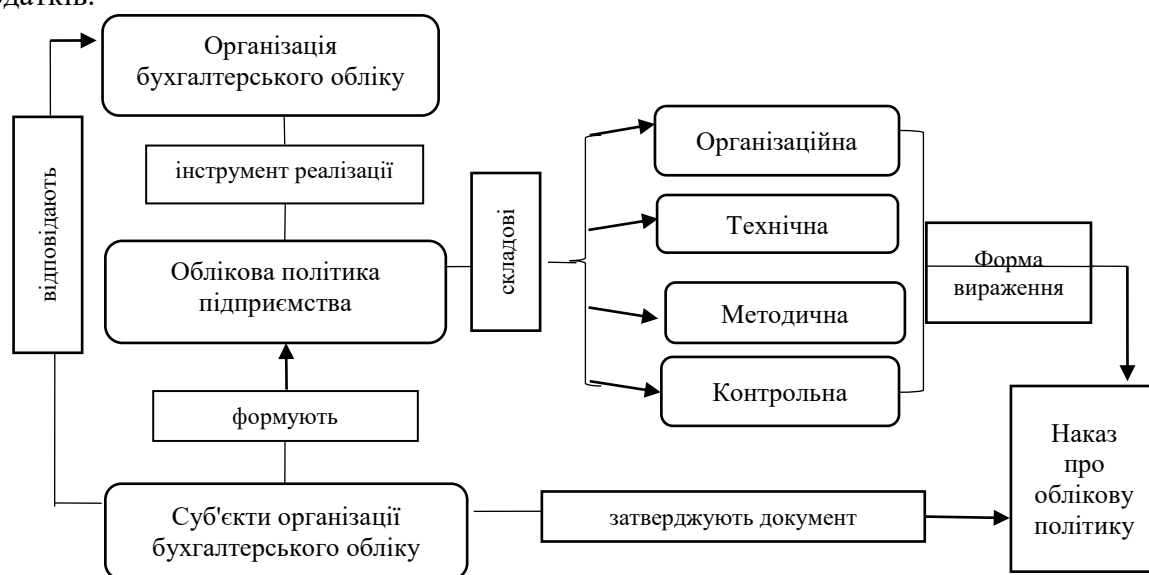 Організація
бухгалтерського обліку
відповідають
інструмент реалізації
Облікова політика
підприємства
складові
Організаційна
Технічна
Методична
Контрольна
Форма
вираження
формують
Суб'єкти організації
бухгалтерського обліку
затверджують документ
Наказ
про
облікову
політику